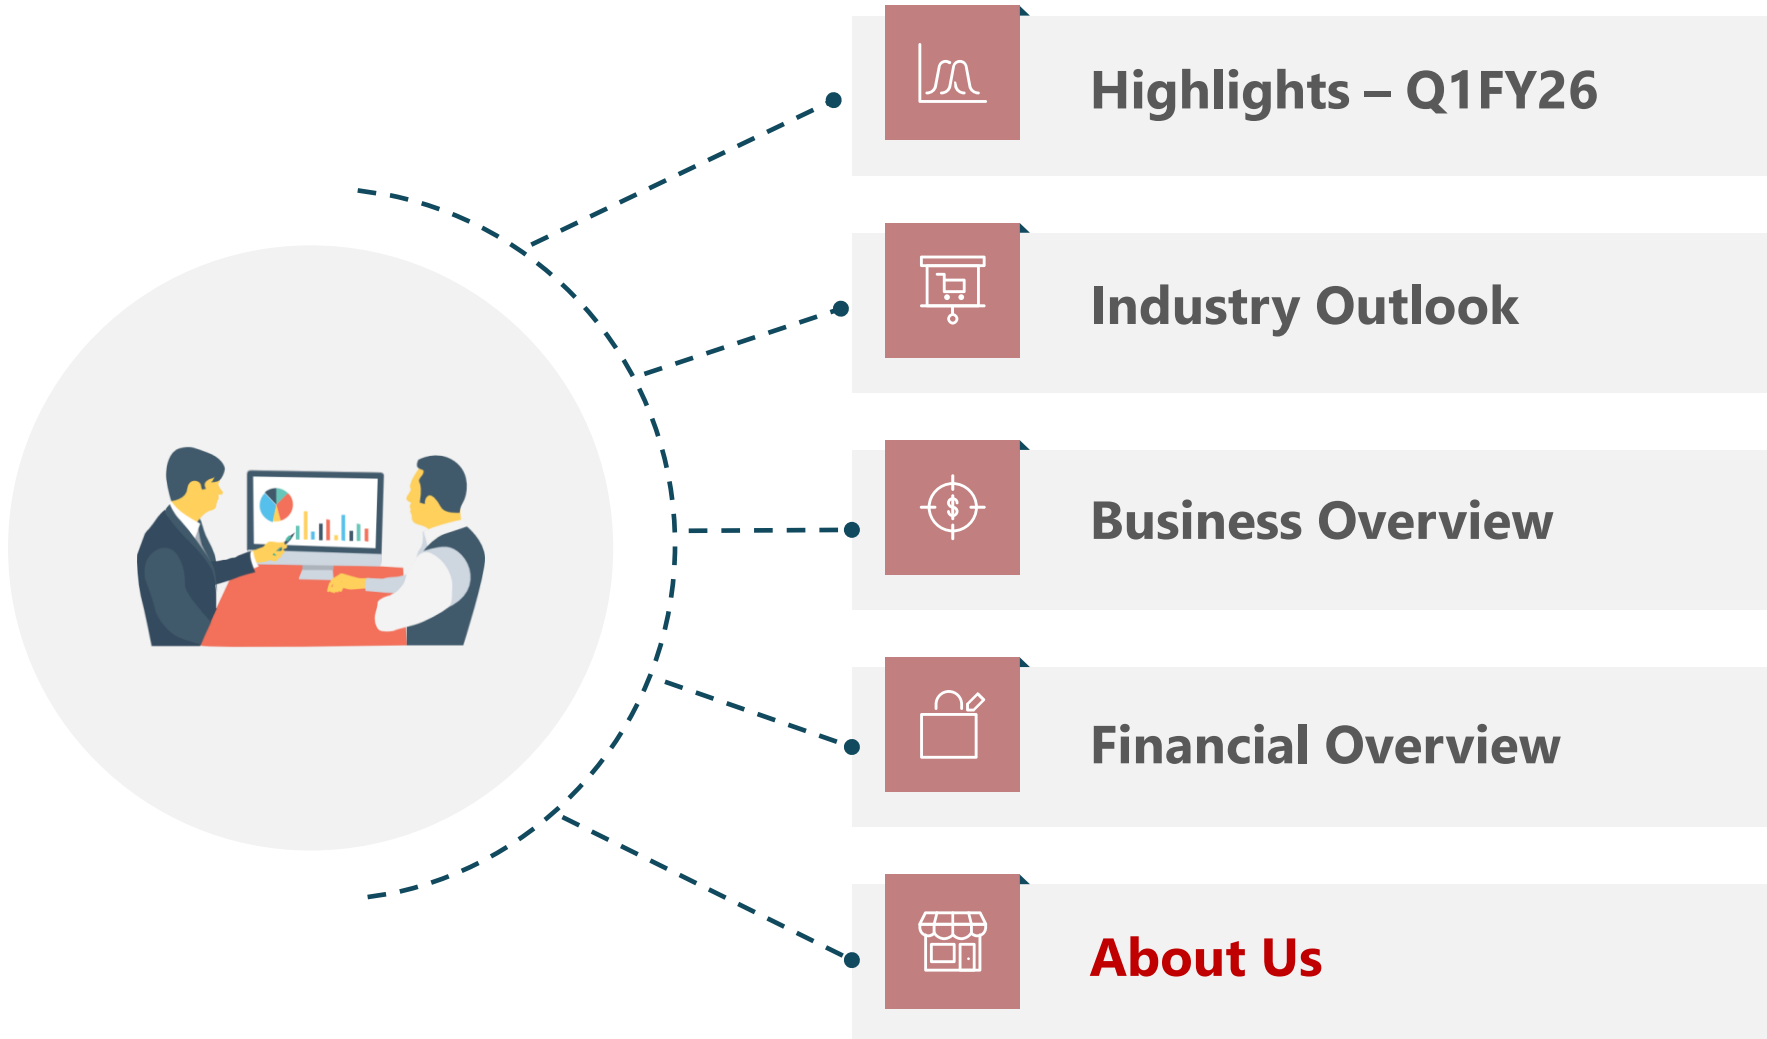 Highlights – Q1FY26
Industry Outlook
Business Overview
Financial Overview
About Us